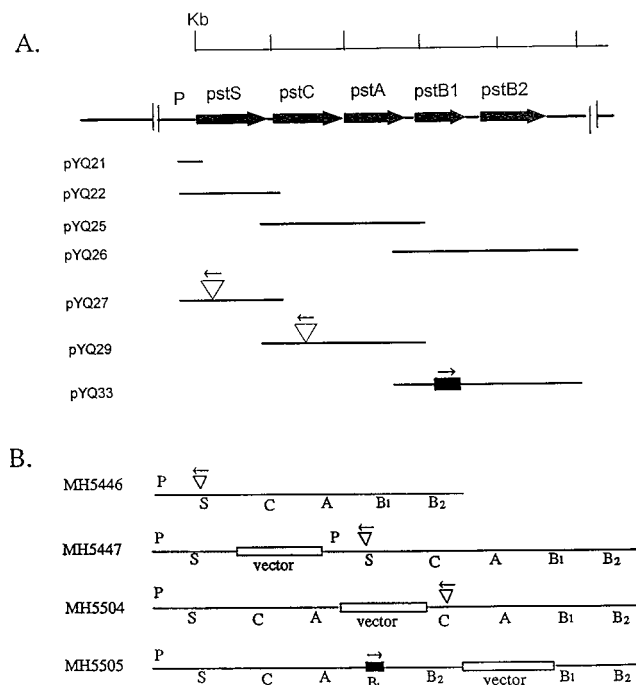 A.
Kb
P pstS pstC pstA pstB1 pstB2
pYQ21
pYQ22
pYQ25
pYQ26
pYQ27
pYQ29
pYQ33
B.
MH5446 P
S C A B1 B2
MH5447 P P
S vector S C A B1 B2
MH5504 P
S C A vector C A B1 B2
MH5505 P
S C A B1 B2 vector B1 B2